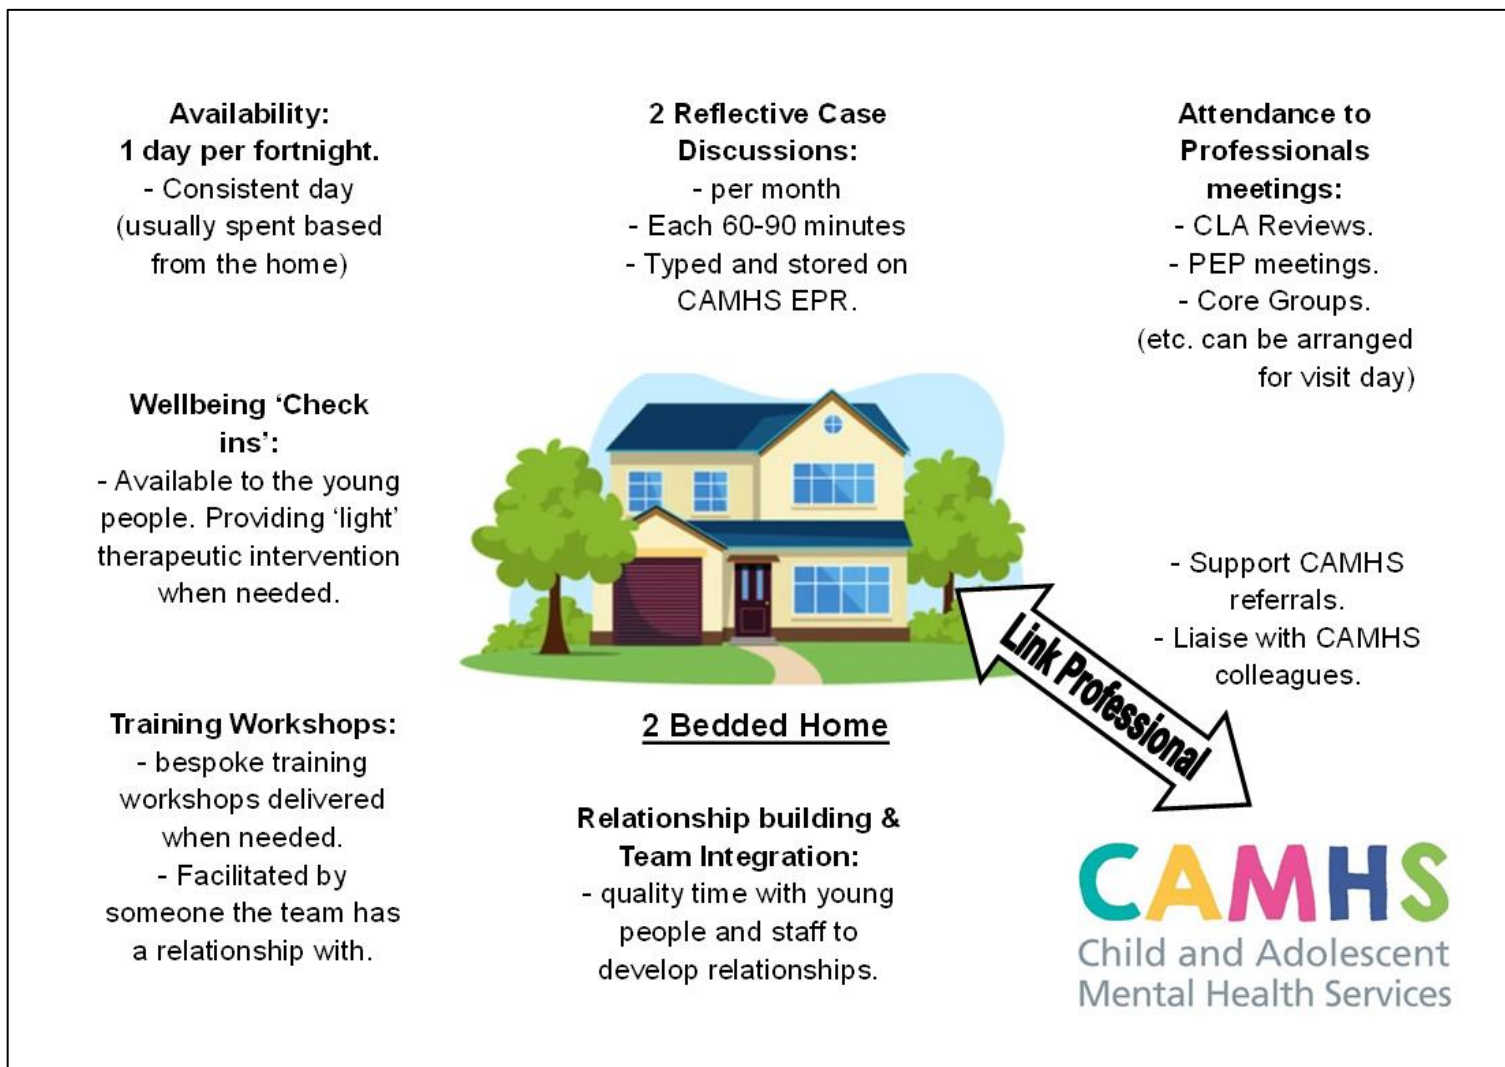 Availability:
1 day per fortnight.
- Consistent day
(usually spent based
from the home)
2 Reflective Case
Discussions:
- per month
- Each 60-90 minutes
- Typed and stored on
CAMHS EPR.
Attendance to
Professionals
meetings:
- CLA Reviews.
- PEP meetings.
- Core Groups.
(etc. can be arranged
for visit day)
Wellbeing ‘Check
ins’:
- Available to the young
people. Providing ‘light’
therapeutic intervention
when needed.
- Support CAMHS
referrals.
- Liaise with CAMHS
colleagues.
Link Professional
Training Workshops:
- bespoke training
workshops delivered
when needed.
- Facilitated by
someone the team has
a relationship with.
2 Bedded Home
Relationship building &
Team Integration:
- quality time with young
people and staff to
develop relationships.
CAMHS
Child and Adolescent
Mental Health Services